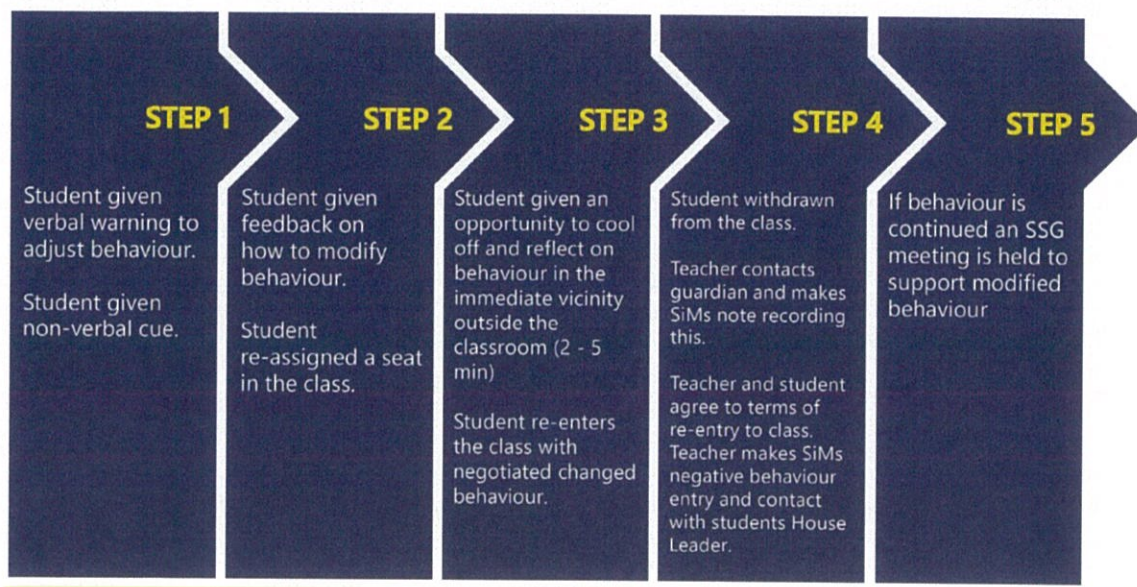 STEP 1
Student given
verbal warning to
adjust behaviour.
Student given
non-verbal cue.
STEP 2
Student given
feedback on
how to modify
behaviour.
Student
re-assigned a seat
in the class.
STEP 3
Student given an
opportunity to cool
off and reflect on
behaviour in the
immediate vicinity
outside the
classroom (2 - 5
min)
Student re-enters
the class with
negotiated changed
behaviour.
STEP 4
Student withdrawn
from the class.
Teacher contacts
guardian and makes
SiMs note recording
this.
Teacher and student
agree to terms of
re-entry to class.
Teacher makes SiMs
negative behaviour
entry and contact
with students House
Leader.
STEP 5
If behaviour is
continued an SSG
meeting is held to
support modified
behaviour